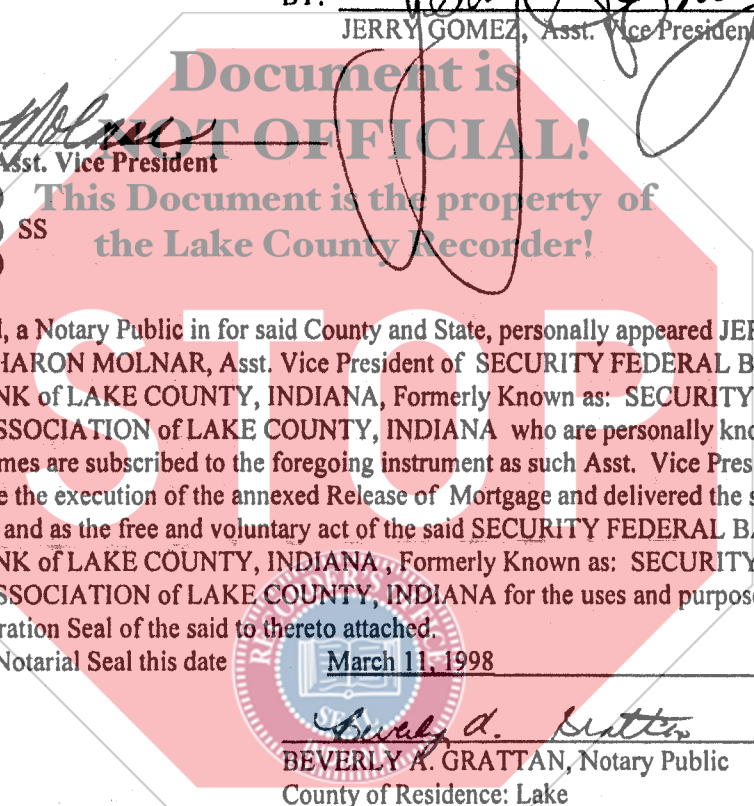 BY:
JERRY GOMEZ, Asst. Vice President
Document is
Molnar
NOT OFFICIAL!
Asst. Vice President
This Document is the property of
) SS
the Lake County Recorder!
)
STOP
, a Notary Public in for said County and State, personally appeared
HARON MOLNAR, Asst. Vice President of SECURITY FEDERAL
NK of LAKE COUNTY, INDIANA, Formerly Known as: SECURITY
SSOCIATION of LAKE COUNTY, INDIANA who are personally
mes are subscribed to the foregoing instrument as such Asst. Vice
e the execution of the annexed Release of Mortgage and delivered the
and as the free and voluntary act of the said SECURITY FEDERAL
NK of LAKE COUNTY, INDIANA , Formerly Known as: SECURITY
SSOCIATION of LAKE COUNTY, INDIANA for the uses and
ration Seal of the said to thereto attached.
Notarial Seal this date March 11, 1998
SEAL
INDIANA
Beverly A. Grattan
BEVERLY A. GRATTAN, Notary Public
County of Residence: Lake